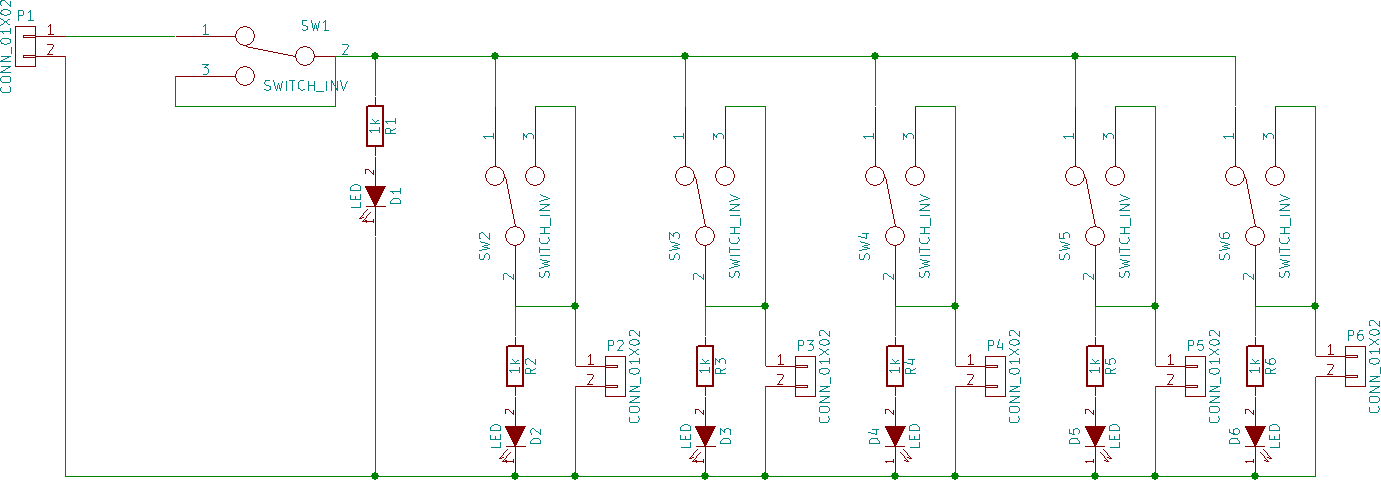 P1
CONN_01X02
1
2
1
3
2
SW1
SWITCH_INV
1k
R1
2
LED
D1
1
1
3
SW2
SWITCH_INV
2
1k
R2
2
LED
D2
1
P2
1
2
CONN_01X02
1
3
SW3
SWITCH_INV
2
1k
R3
2
LED
D3
1
P3
1
2
CONN_01X02
1
3
SW4
SWITCH_INV
2
1k
R4
2
D4
LED
1
P4
1
2
CONN_01X02
1
3
SW5
SWITCH_INV
2
1k
R5
2
D5
LED
1
P5
1
2
CONN_01X02
1
3
SW6
SWITCH_INV
2
1k
R6
2
D6
LED
1
P6
1
2
CONN_01X02